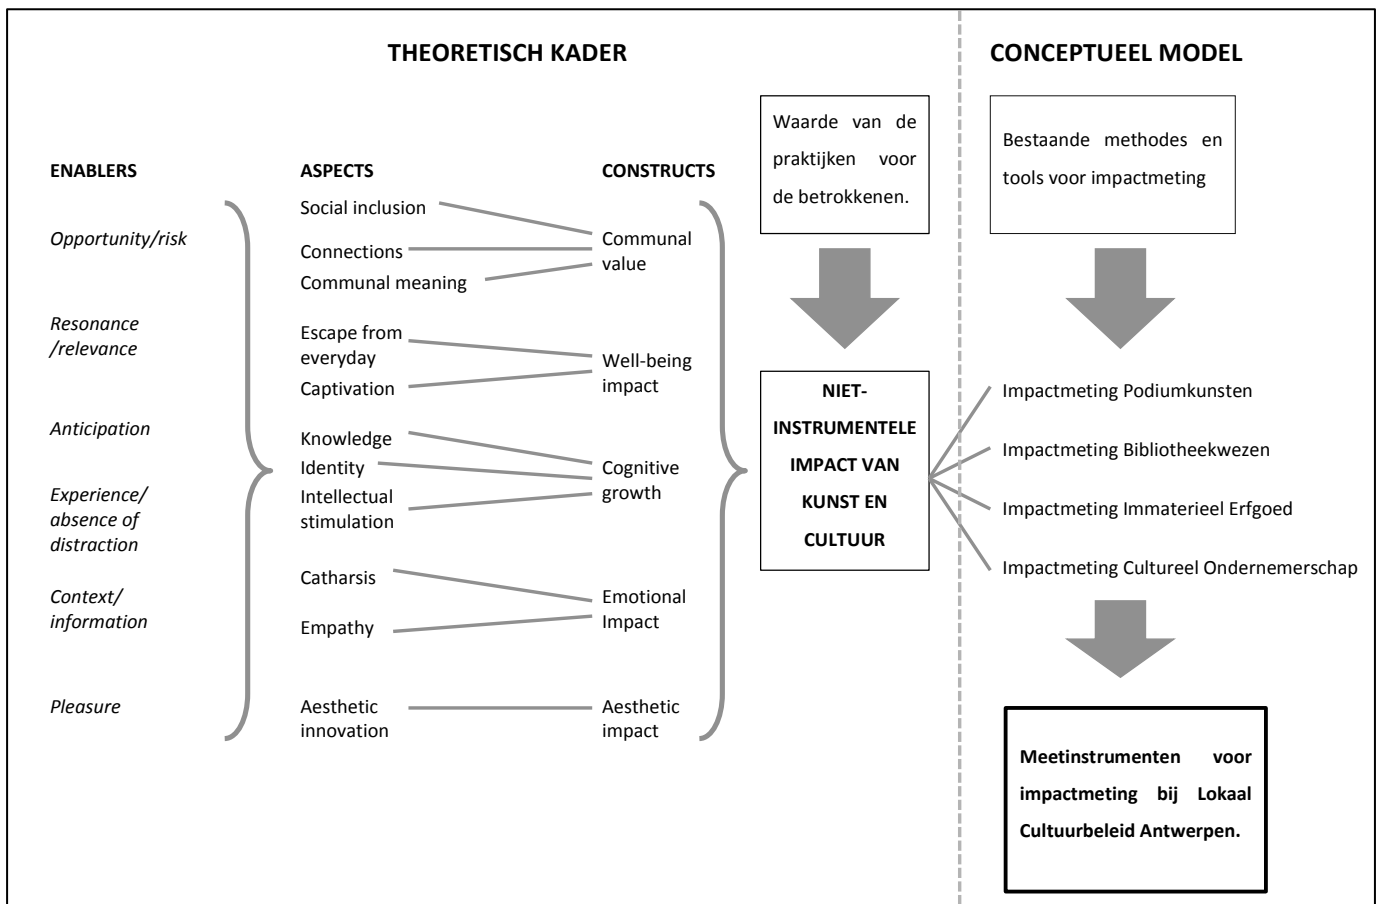 THEORETISCH KADER
CONCEPTUEEL MODEL
ENABLERS
Opportunity/risk
Resonance
/relevance
Anticipation
Experience/
absence of
distraction
Context/
information
Pleasure
ASPECTS
Social inclusion
Connections
Communal meaning
Escape from
everyday
Captivation
Knowledge
Identity
Intellectual
stimulation
Catharsis
Empathy
Aesthetic
innovation
CONSTRUCTS
Communal
value
Well-being
impact
Cognitive
growth
Emotional
Impact
Aesthetic
impact
Waarde van de
praktijken voor
de betrokkenen.
NIET-
INSTRUMENTELE
IMPACT VAN
KUNST EN
CULTUUR
Bestaande methodes en
tools voor impactmeting
Impactmeting Podiumkunsten
Impactmeting Bibliotheekwezen
Impactmeting Immaterieel Erfgoed
Impactmeting Cultureel Ondernemerschap
Meetinstrumenten voor
impactmeting bij Lokaal
Cultuurbeleid Antwerpen.